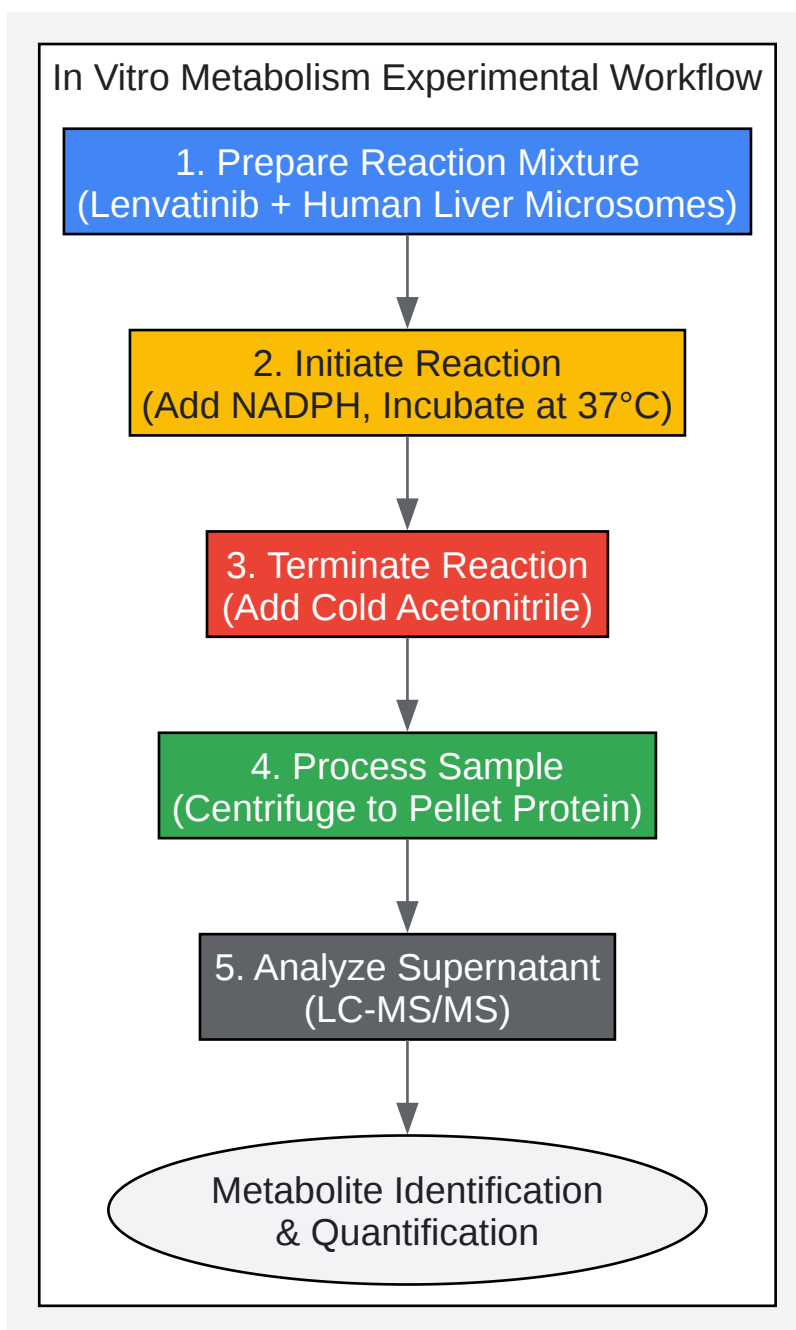 In Vitro Metabolism Experimental Workflow
1. Prepare Reaction Mixture
(Lenvatinib + Human Liver Microsomes)
2. Initiate Reaction
(Add NADPH, Incubate at 37°C)
3. Terminate Reaction
(Add Cold Acetonitrile)
4. Process Sample
(Centrifuge to Pellet Protein)
5. Analyze Supernatant
(LC-MS/MS)
Metabolite Identification
& Quantification